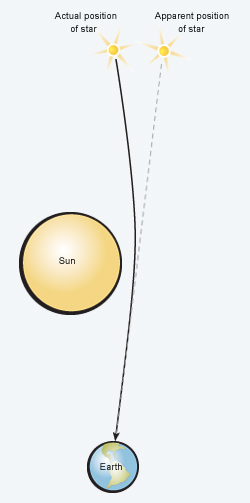 Actual position
of star
Apparent position
of star
Sun
Earth